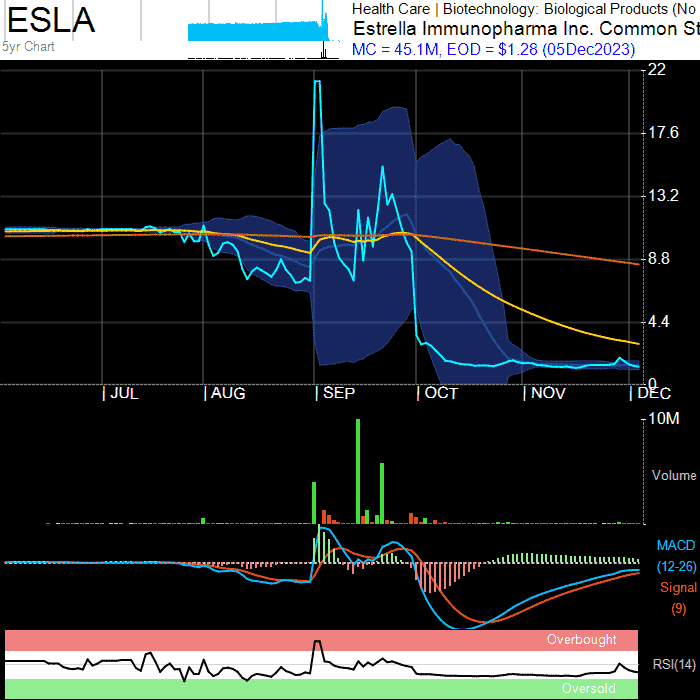 ESLA
5yr Chart
Health Care | Biotechnology: Biological Products (No
Estrella Immunopharma Inc. Common St
MC = 45.1M, EOD = $1.28 (05Dec2023)
22
17.6
13.2
8.8
4.4
0
JUL
AUG
SEP
OCT
NOV
DEC
10M
Volume
MACD
(12-26)
Signal
(9)
Overbought
RSI(14)
Oversold